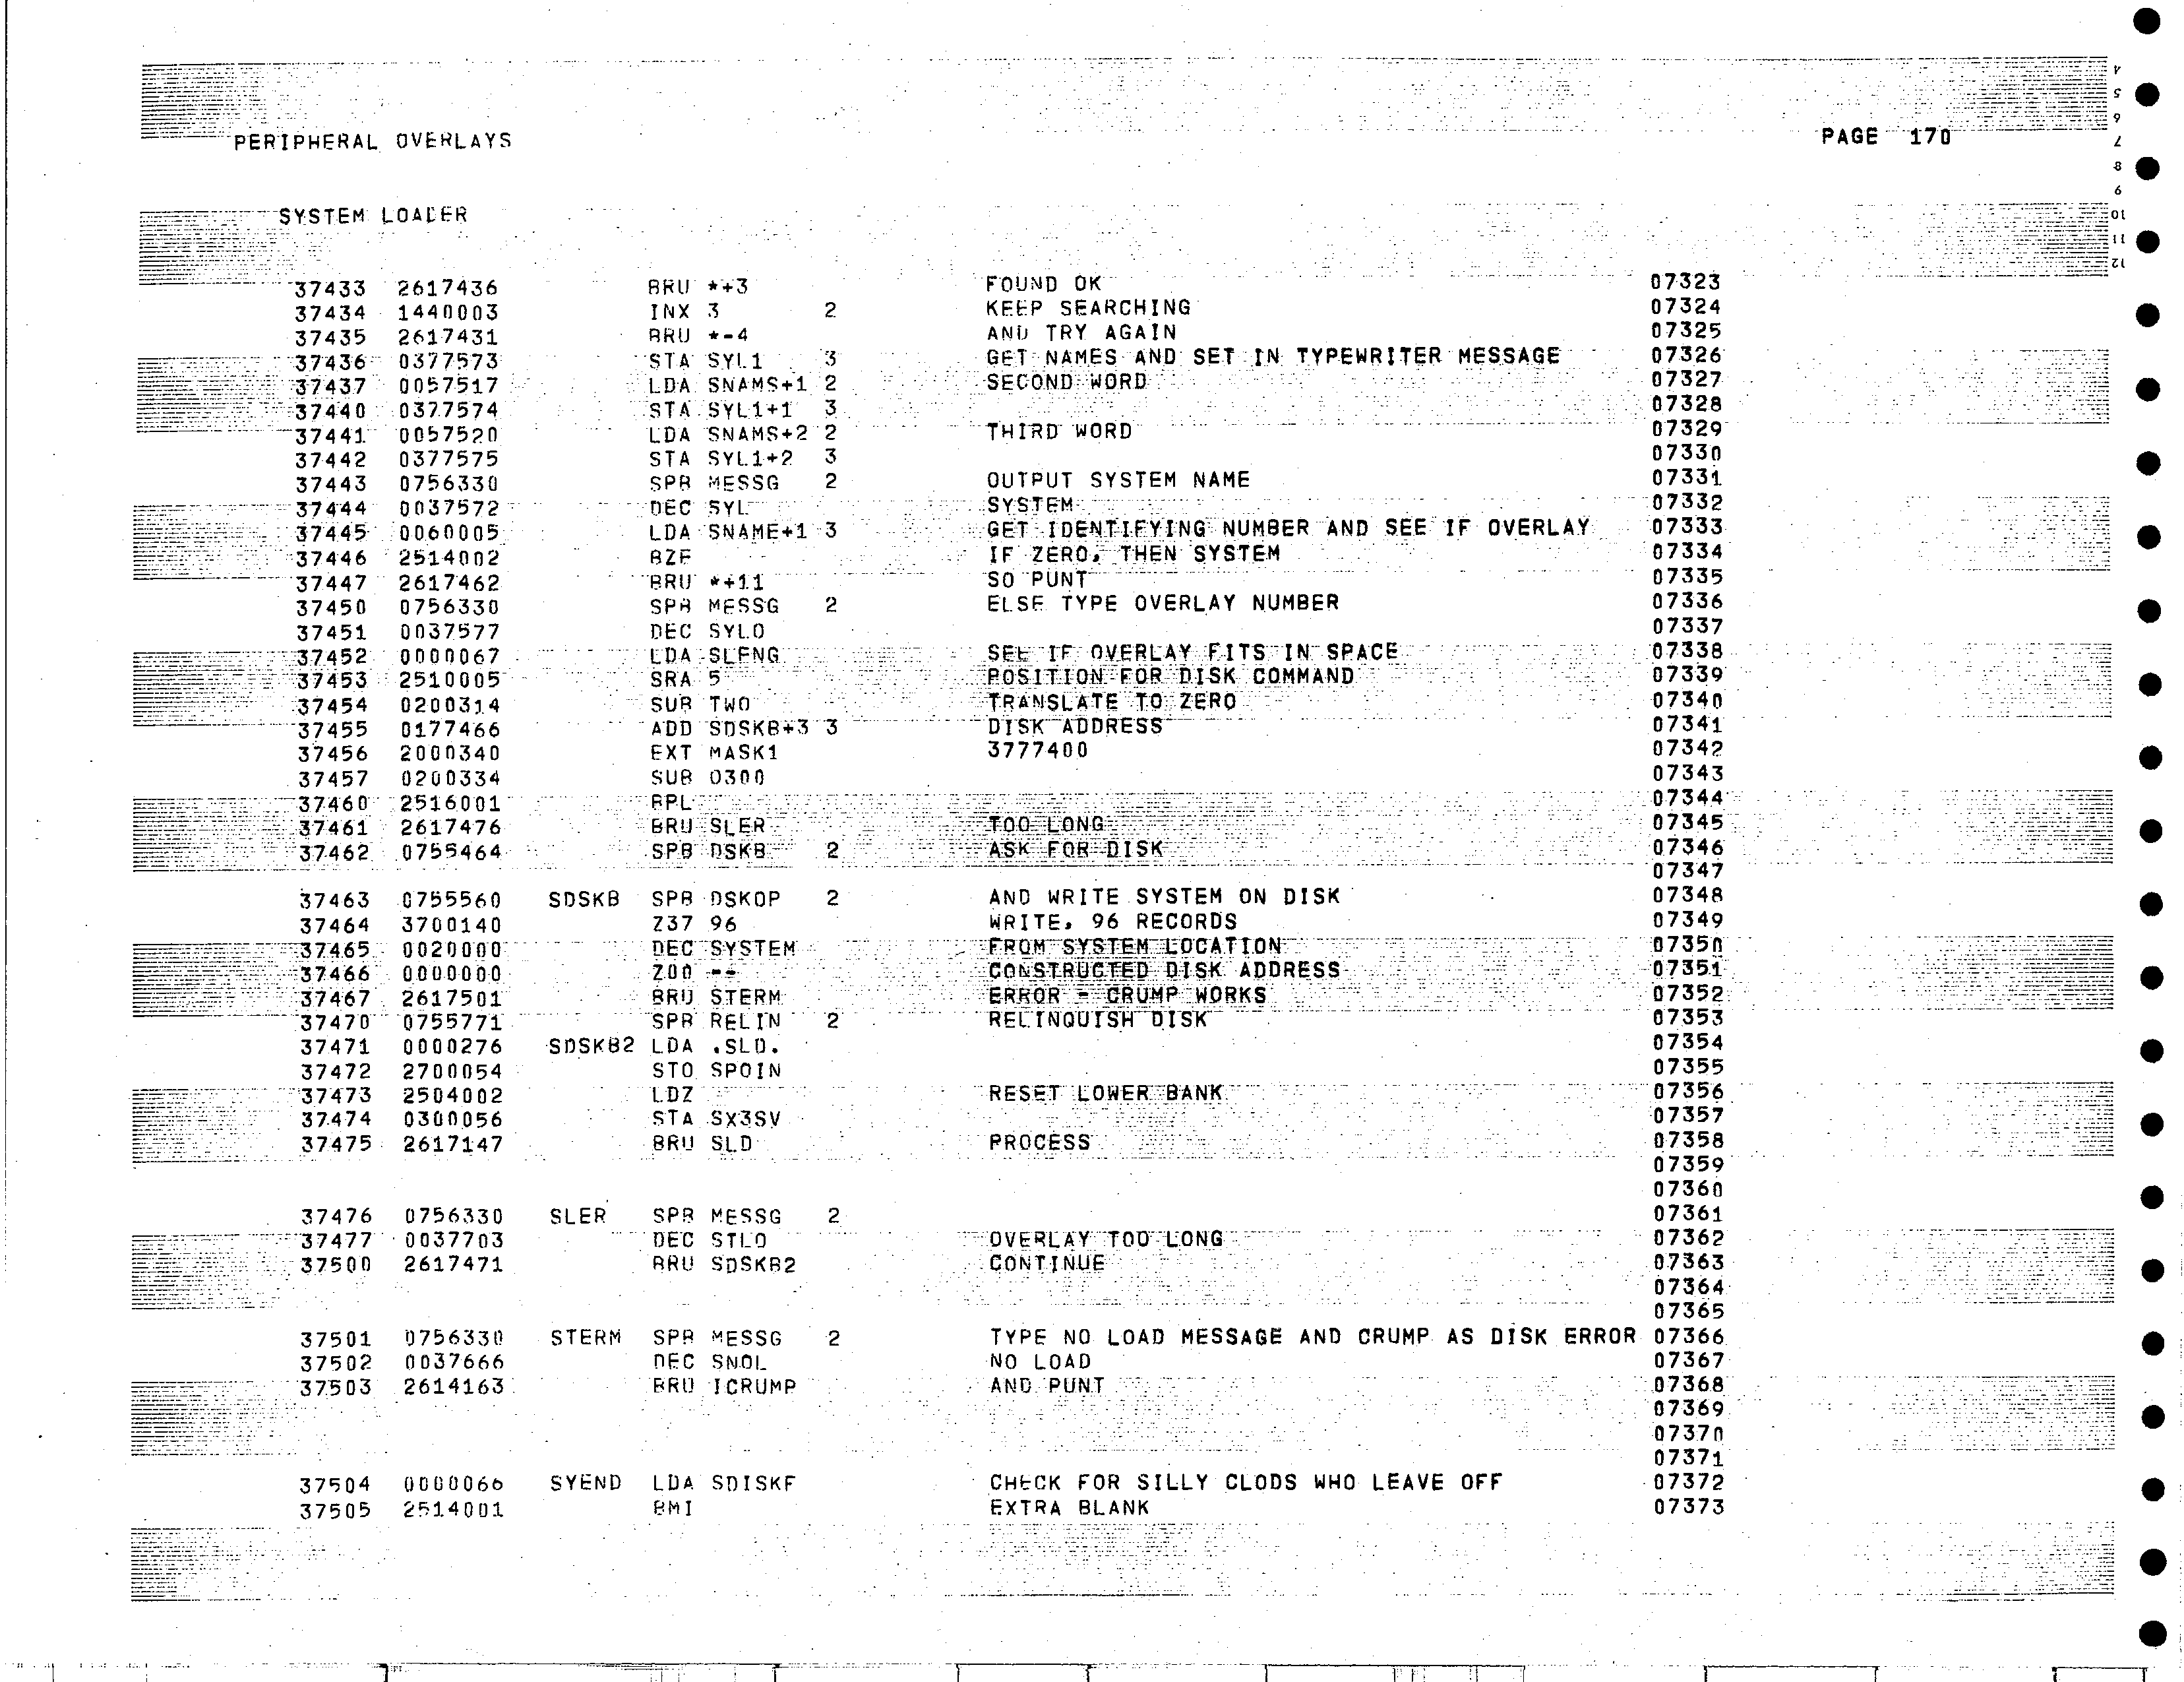 PERIPHERAL OVERLAYS PAGE 170
SYSTEM LOADER
37433 2617436 BRU *+3 FOUND OK 07323
37434 1440003 INX 3 2 KEEP SEARCHING 07324
37435 2617431 BRU *-4 AND TRY AGAIN 07325
37436 0377573 STA SYL1 3 GET NAMES AND SET IN TYPEWRITER MESSAGE 07326
37437 0057517 LDA SNAMS+1 2 SECOND WORD 07327
37440 0377574 STA SYL1+1 3 07328
37441 0057520 LDA SNAMS+2 2 THIRD WORD 07329
37442 0377575 STA SYL1+2 3 07330
37443 0756330 SPB MESSG 2 OUTPUT SYSTEM NAME 07331
37444 0037572 DEC SYL SYSTEM 07332
37445 0060005 LDA SNAME+1 3 GET IDENTIFYING NUMBER AND SEE IF OVERLAY 07333
37446 2514002 BZE IF ZERO, THEN SYSTEM 07334
37447 2617462 BRU *+11 SO PUNT 07335
37450 0756330 SPB MESSG 2 ELSE TYPE OVERLAY NUMBER 07336
37451 0037577 DEC SYLO 07337
37452 0000067 LDA SLENG SEE IF OVERLAY FITS IN SPACE 07338
37453 2510005 SRA 5 POSITION FOR DISK COMMAND 07339
37454 0200314 SUB TWO TRANSLATE TO ZERO 07340
37455 0177466 ADD SDSKB+3 3 DISK ADDRESS 07341
37456 2000340 EXT MASK1 3777400 07342
37457 0200334 SUB O300 07343
37460 2516001 BPL 07344
37461 2617476 BRU SLER TOO LONG 07345
37462 0755464 SPB DSKB 2 ASK FOR DISK 07346
07347
37463 0755560 SDSKB SPB DSKOP 2 AND WRITE SYSTEM ON DISK 07348
37464 3700140 Z37 96 WRITE, 96 RECORDS 07349
37465 0020000 DEC SYSTEM FROM SYSTEM LOCATION 07350
37466 0000000 Z00 ** CONSTRUCTED DISK ADDRESS 07351
37467 2617501 BRU STERM ERROR - CRUMP WORKS 07352
37470 0755771 SPB RELIN 2 RELINQUISH DISK 07353
37471 0000276 SDSKB2 LDA .SLD. 07354
37472 2700054 STO SPOIN 07355
37473 2504002 LDZ RESET LOWER BANK 07356
37474 0300056 STA SX3SV 07357
37475 2617147 BRU SLD PROCESS 07358
07359
07360
37476 0756330 SLER SPB MESSG 2 07361
37477 0037703 DEC STLO OVERLAY TOO LONG 07362
37500 2617471 BRU SDSKB2 CONTINUE 07363
07364
07365
37501 0756330 STERM SPB MESSG 2 TYPE NO LOAD MESSAGE AND CRUMP AS DISK ERROR 07366
37502 0037666 DEC SNOL NO LOAD 07367
37503 2614163 BRU ICRUMP AND PUNT 07368
07369
07370
07371
37504 0000066 SYEND LDA SDISKF CHECK FOR SILLY CLODS WHO LEAVE OFF 07372
37505 2514001 BMI EXTRA BLANK 07373
4
5
6
7
8
9
10
11
12